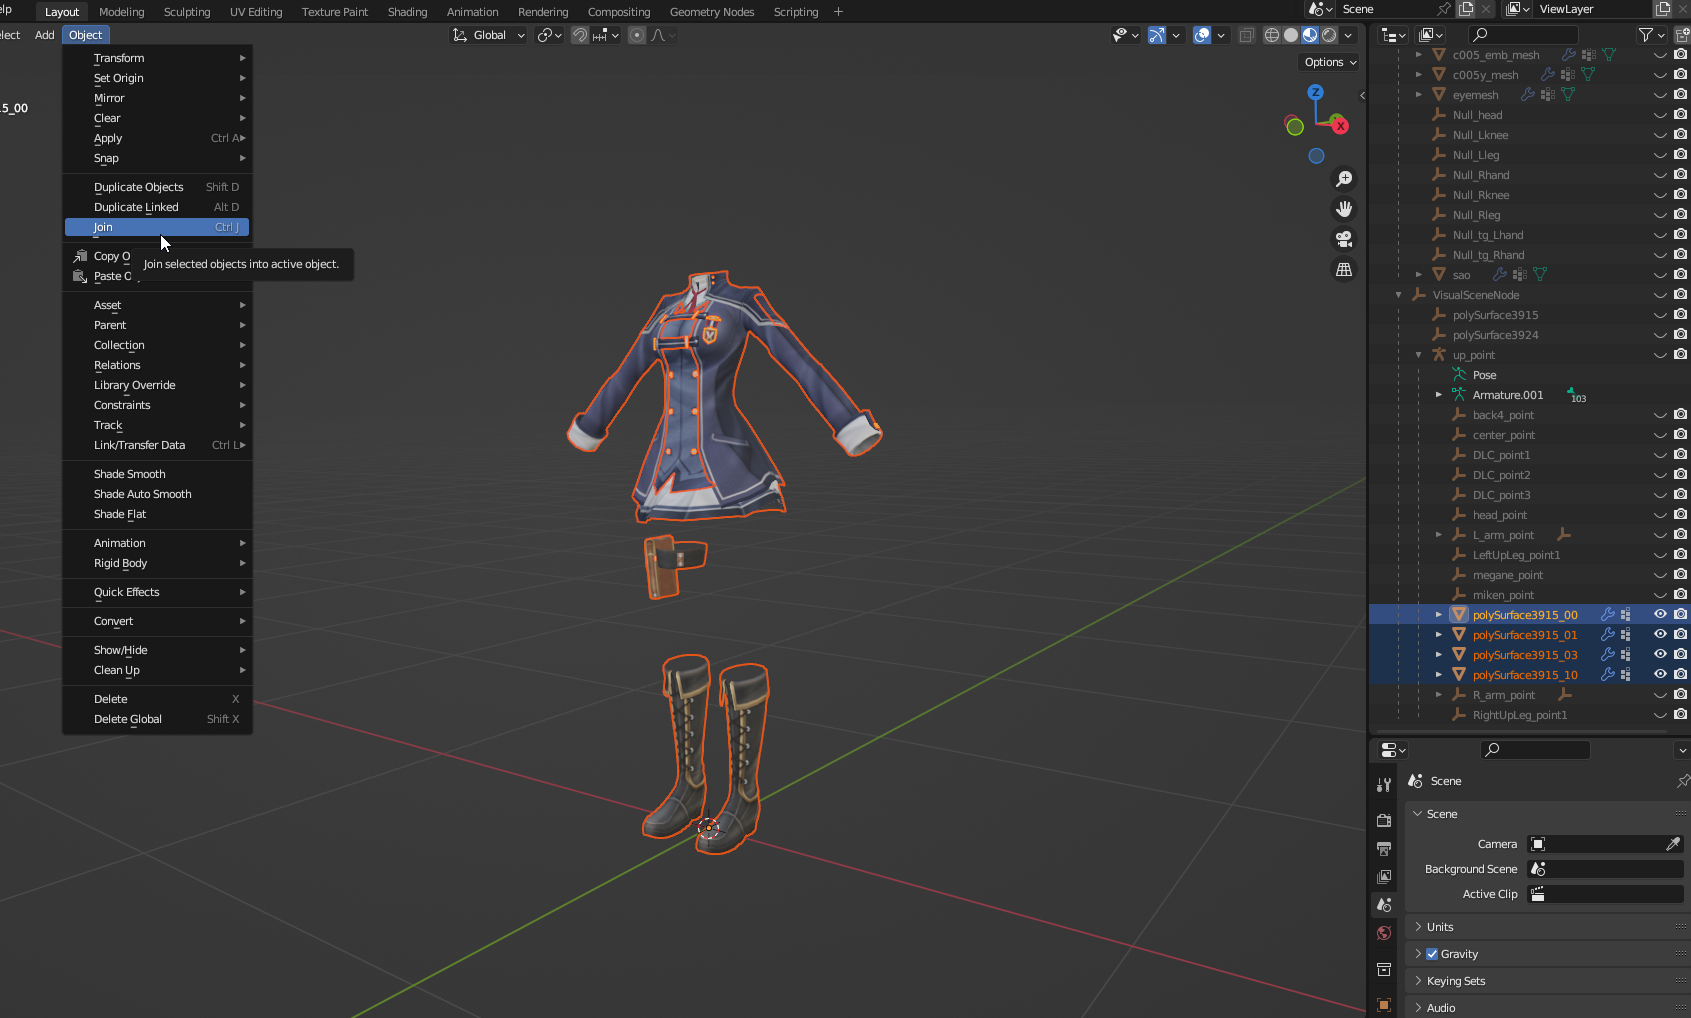 elp Layout Modeling Sculpting UV Editing Texture Paint Shading Animation Rendering Compositing Geometry Nodes Scripting + Scene ViewLayer
elect Add Object Global
Options
5_00
Transform
Set Origin
Mirror
Clear
Apply Ctrl A
Snap
Duplicate Objects Shift D
Duplicate Linked Alt D
Join Ctrl J
Copy O
Join selected objects into active object.
Paste O
Asset
Parent
Collection
Relations
Library Override
Constraints
Track
Link/Transfer Data Ctrl L
Shade Smooth
Shade Auto Smooth
Shade Flat
Animation
Rigid Body
Quick Effects
Convert
Show/Hide
Clean Up
Delete X
Delete Global Shift X
Z
X
c005_emb_mesh
c005y_mesh
eyemesh
Null_head
Null_Lknee
Null_Lleg
Null_Rhand
Null_Rknee
Null_Rleg
Null_tg_Lhand
Null_tg_Rhand
sao
VisualSceneNode
polySurface3915
polySurface3924
up_point
Pose
Armature.001 103
back4_point
center_point
DLC_point1
DLC_point2
DLC_point3
head_point
L_arm_point
LeftUpLeg_point1
megane_point
miken_point
polySurface3915_00
polySurface3915_01
polySurface3915_03
polySurface3915_10
R_arm_point
RightUpLeg_point1
Scene
Scene
Camera
Background Scene
Active Clip
Units
Gravity
Keying Sets
Audio